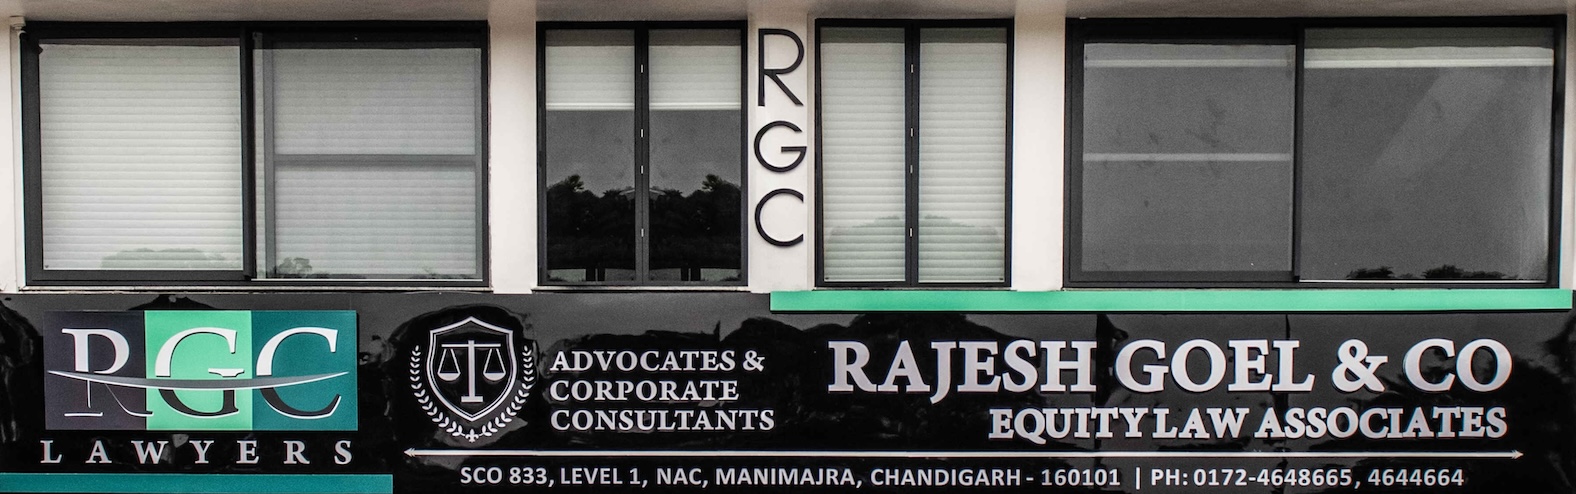 R
G
C
RGC
LAWYERS
ADVOCATES &
CORPORATE
CONSULTANTS
RAJESH GOEL & CO
EQUITY LAW ASSOCIATES
SCO 833, LEVEL 1, NAC, MANIMAJRA, CHANDIGARH - 160101 | PH: 0172-4648665, 4644664